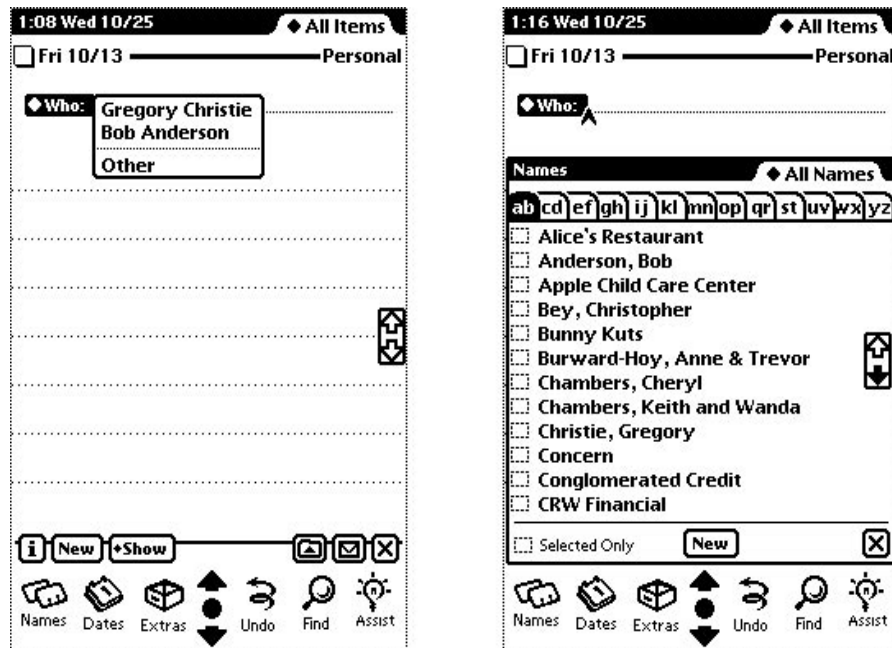 1:08 Wed 10/25 ◆ All Items
Fri 10/13 Personal
◆ Who: Gregory Christie
Bob Anderson
Other
i New ◆Show
Names Dates Extras Undo Find Assist
1:16 Wed 10/25 ◆ All Items
Fri 10/13 Personal
◆ Who:
Names ◆ All Names
ab cd ef gh ij kl mn op qr st uv wx yz
Alice's Restaurant
Anderson, Bob
Apple Child Care Center
Bey, Christopher
Bunny Kuts
Burward-Hoy, Anne & Trevor
Chambers, Cheryl
Chambers, Keith and Wanda
Christie, Gregory
Concern
Conglomerated Credit
CRW Financial
Selected Only New
Names Dates Extras Undo Find Assist